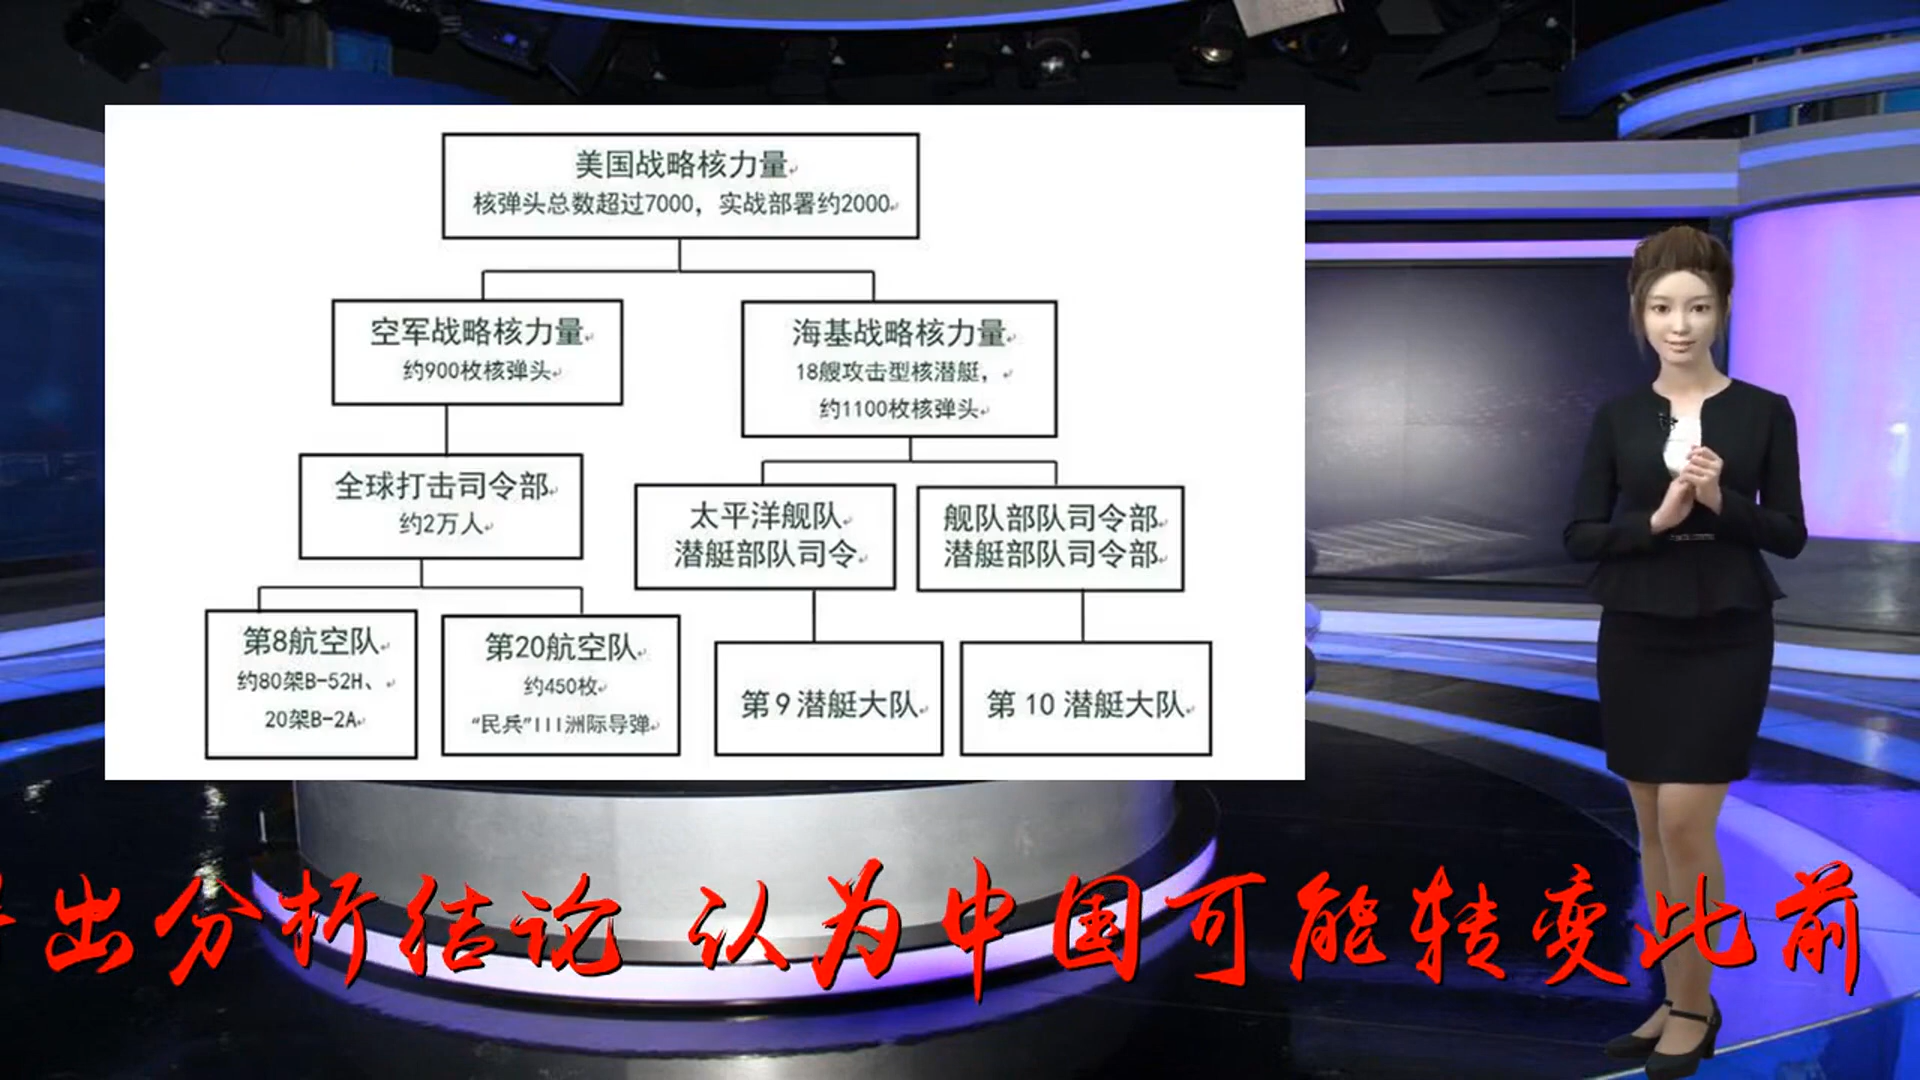 美国战略核力量
核弹头总数超过7000，实战部署约2000
空军战略核力量
约900枚核弹头
海基战略核力量
18艘攻击型核潜艇，
约1100枚核弹头
全球打击司令部
约2万人
太平洋舰队
潜艇部队司令
舰队部队司令部
潜艇部队司令部
第8航空队
约80架B-52H、
20架B-2A
第20航空队
约450枚
“民兵”III洲际导弹
第9潜艇大队
第10潜艇大队
出分析结论 认为中国可能转变此前